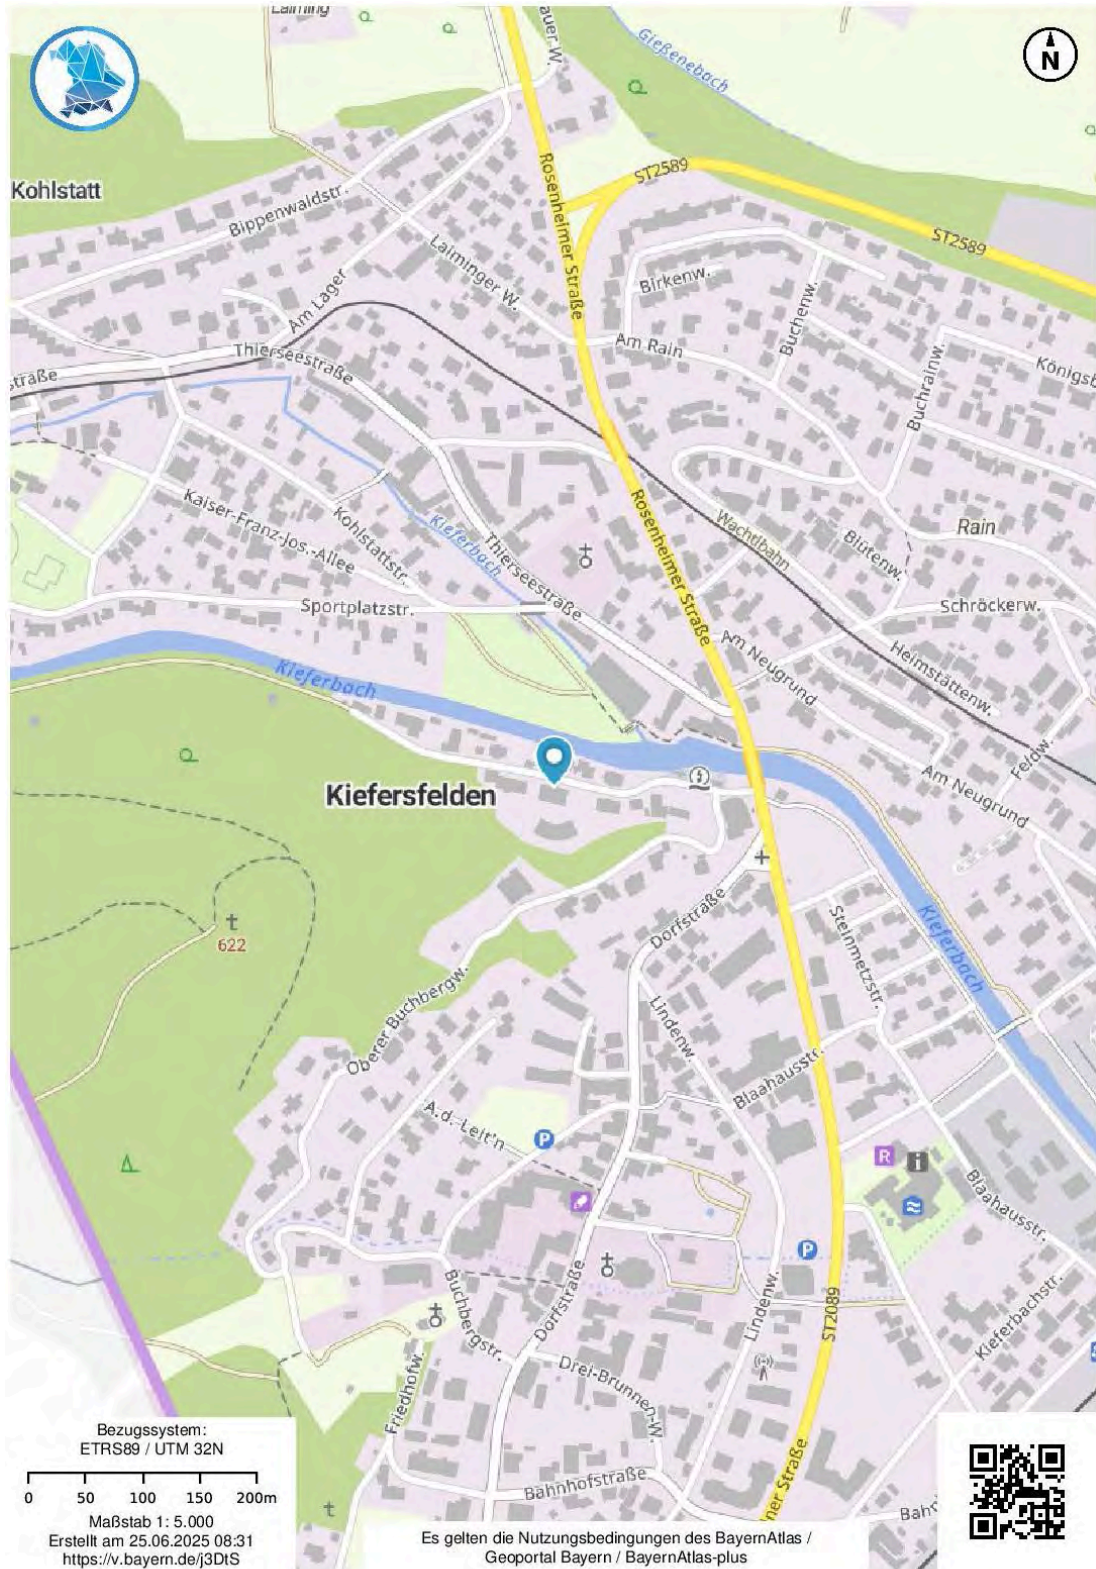 Laiming
auer W.
Gießenebach
N
Kohlstatt
Rosenheimer Straße
ST2589
Bippenwaldstr.
Laiminger W.
ST2589
Birkenw.
Am Lager
Buchenw.
Am Rain
Thierseestraße
straße
Buchrainw.
Königsb
Kaiser-Franz-Jos.-Allee
Kohlstattstr.
Kieferbach
Thierseestraße
Rosenheimer Straße
Wachtlbahn
Blütenw.
Rain
Sportplatzstr.
Schröckerw.
Kieferbach
Am Neugrund
Heimstättenw.
Feldw.
Am Neugrund
Kiefersfelden
622
Dorfstraße
Steinmetzstr.
Kieferbach
Oberer Buchbergw.
Lindenw.
Blaahausstr.
A.d.-Leit'n
P
R
i
Blaahausstr.
P
Buchbergstr.
Dorfstraße
Lindenw.
ST2089
Kieferbachstr.
Drei-Brunnen-W.
Friedhofw.
Bahnhofstraße
ner Straße
Bahn
Bezugssystem:
ETRS89 / UTM 32N
0 50 100 150 200m
Maßstab 1: 5.000
Erstellt am 25.06.2025 08:31
https://v.bayern.de/j3DtS
Es gelten die Nutzungsbedingungen des BayernAtlas /
Geoportal Bayern / BayernAtlas-plus